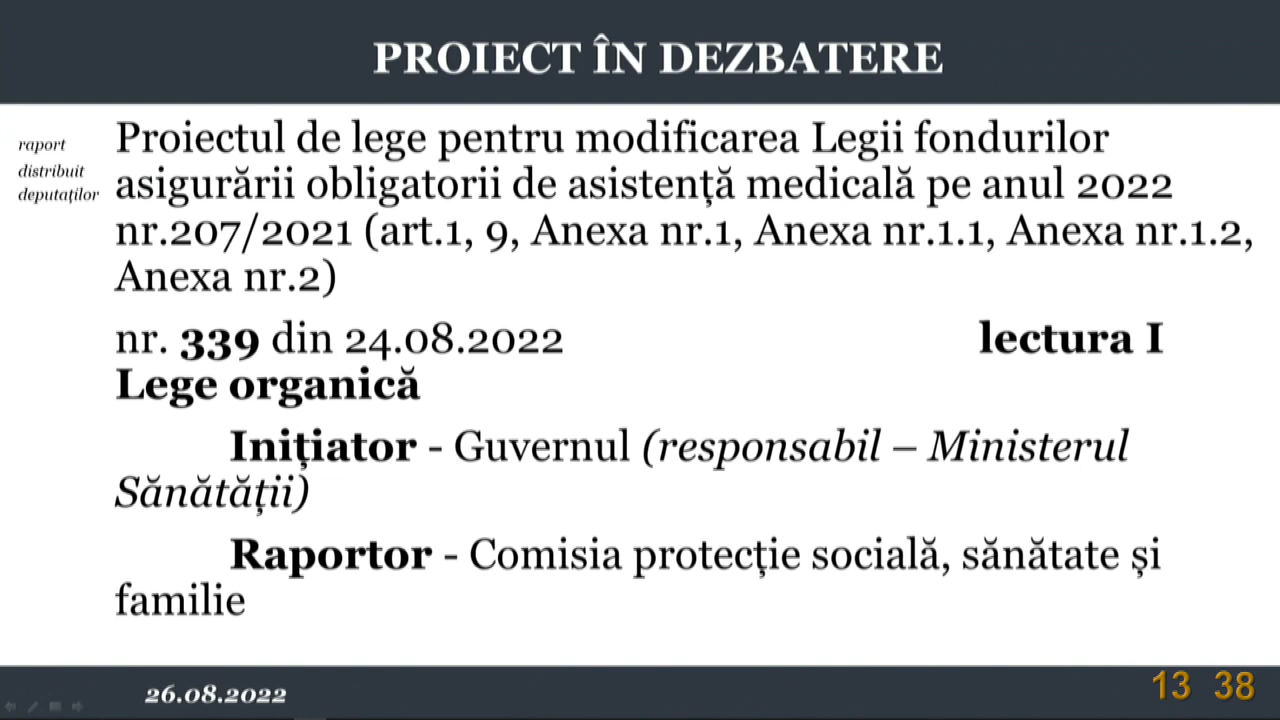 PROIECT ÎN DEZBATERE
raport
distribuit
deputaților
Proiectul de lege pentru modificarea Legii fondurilor
asigurării obligatorii de asistență medicală pe anul 2022
nr.207/2021 (art.1, 9, Anexa nr.1, Anexa nr.1.1, Anexa nr.1.2,
Anexa nr.2)
nr. 339 din 24.08.2022 lectura I
Lege organică
Inițiator - Guvernul (responsabil – Ministerul
Sănătății)
Raportor - Comisia protecție socială, sănătate și
familie
26.08.2022
13 38